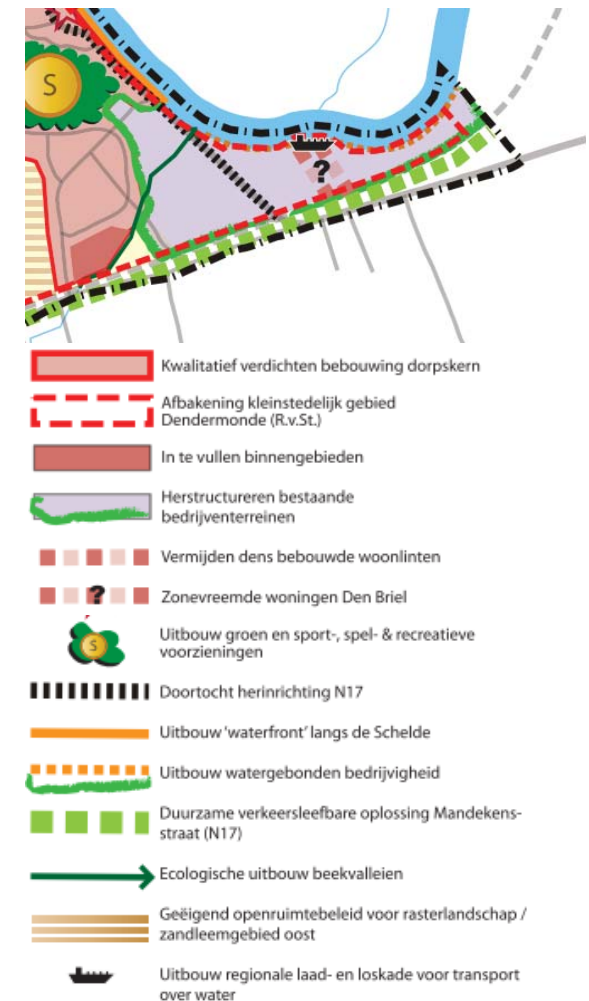 S
?
Kwalitatief verdichten bebouwing dorpskern
Afbakening kleinstedelijk gebied
Dendermonde (R.v.St.)
In te vullen binnengebieden
Herstructureren bestaande
bedrijventerreinen
Vermijden dens bebouwde woonlinten
?
Zonevreemde woningen Den Briel
S
Uitbouw groen en sport-, spel- & recreatieve
voorzieningen
Doortocht herinrichting N17
Uitbouw 'waterfront' langs de Schelde
Uitbouw watergebonden bedrijvigheid
Duurzame verkeersleefbare oplossing Mandekens-
straat (N17)
Ecologische uitbouw beekvalleien
Geëigend openruimtebeleid voor rasterlandschap /
zandleemgebied oost
Uitbouw regionale laad- en loskade voor transport
over water